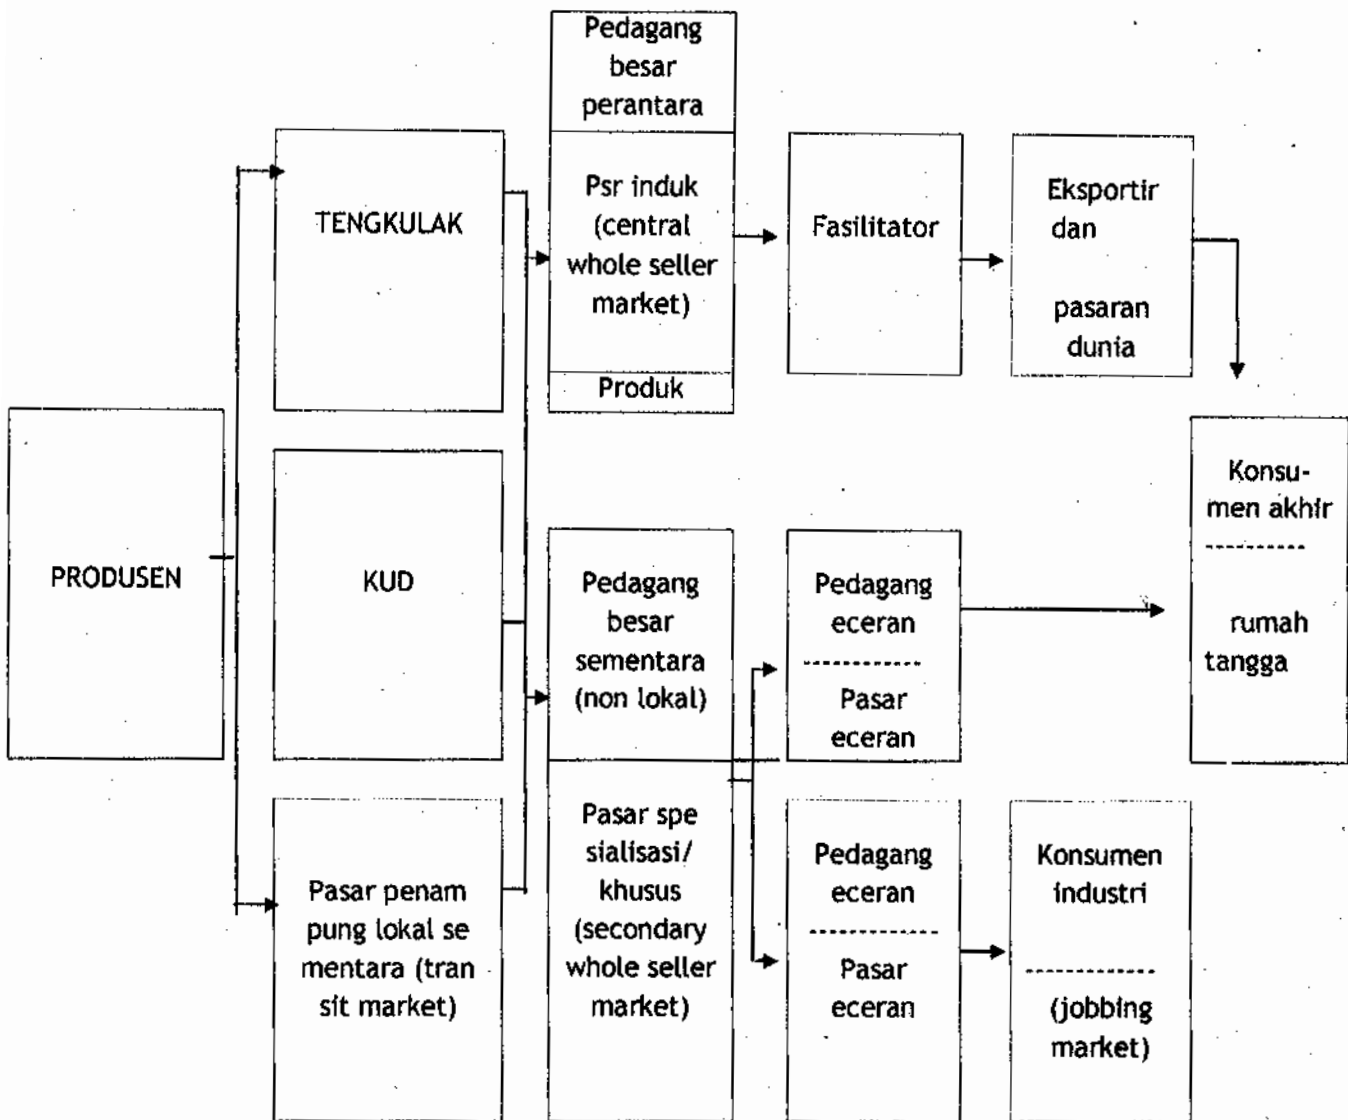 Pedagang
besar
perantara
TENGKULAK
Psr induk
(central
whole seller
market)
Produk
Fasilitator
Eksportir
dan
pasaran
dunia
PRODUSEN
KUD
Pedagang
besar
sementara
(non lokal)
Pedagang
eceran
Pasar
eceran
Konsu-
men akhir
rumah
tangga
Pasar penam
pung lokal se
mentara (tran
sit market)
Pasar spe
sialisasi/
khusus
(secondary
whole seller
market)
Pedagang
eceran
Pasar
eceran
Konsumen
industri
(jobbing
market)